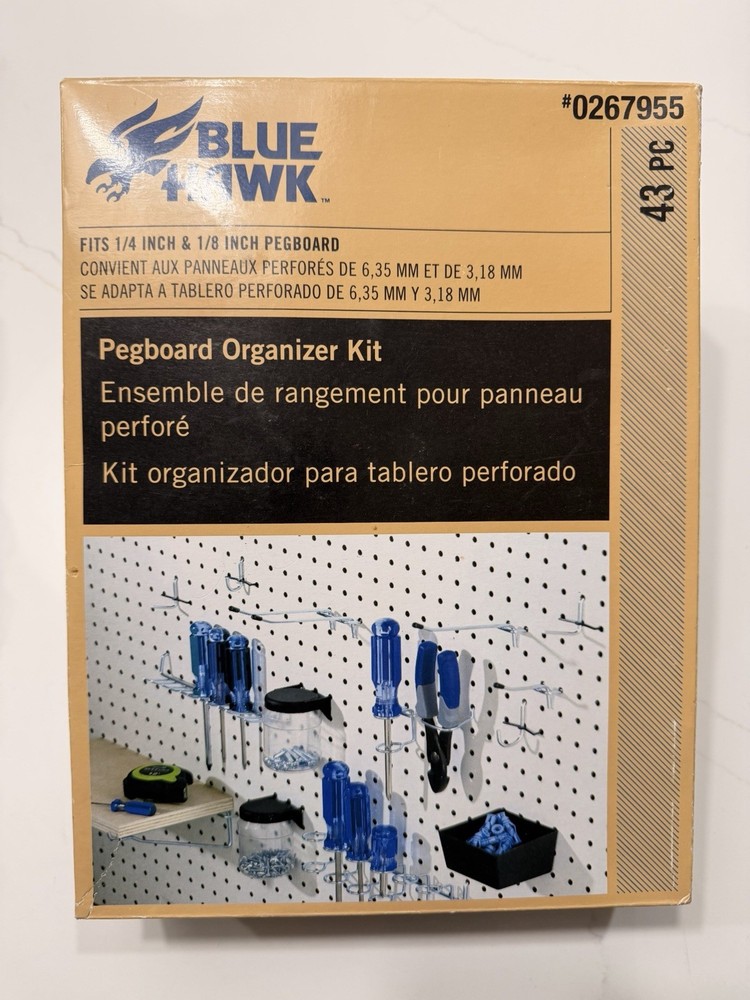 BLUE
HAWK™
#0267955
43 PC
FITS 1/4 INCH & 1/8 INCH PEGBOARD
CONVIENT AUX PANNEAUX PERFORÉS DE 6,35 MM ET DE 3,18 MM
SE ADAPTA A TABLERO PERFORADO DE 6,35 MM Y 3,18 MM
Pegboard Organizer Kit
Ensemble de rangement pour panneau
perforé
Kit organizador para tablero perforado